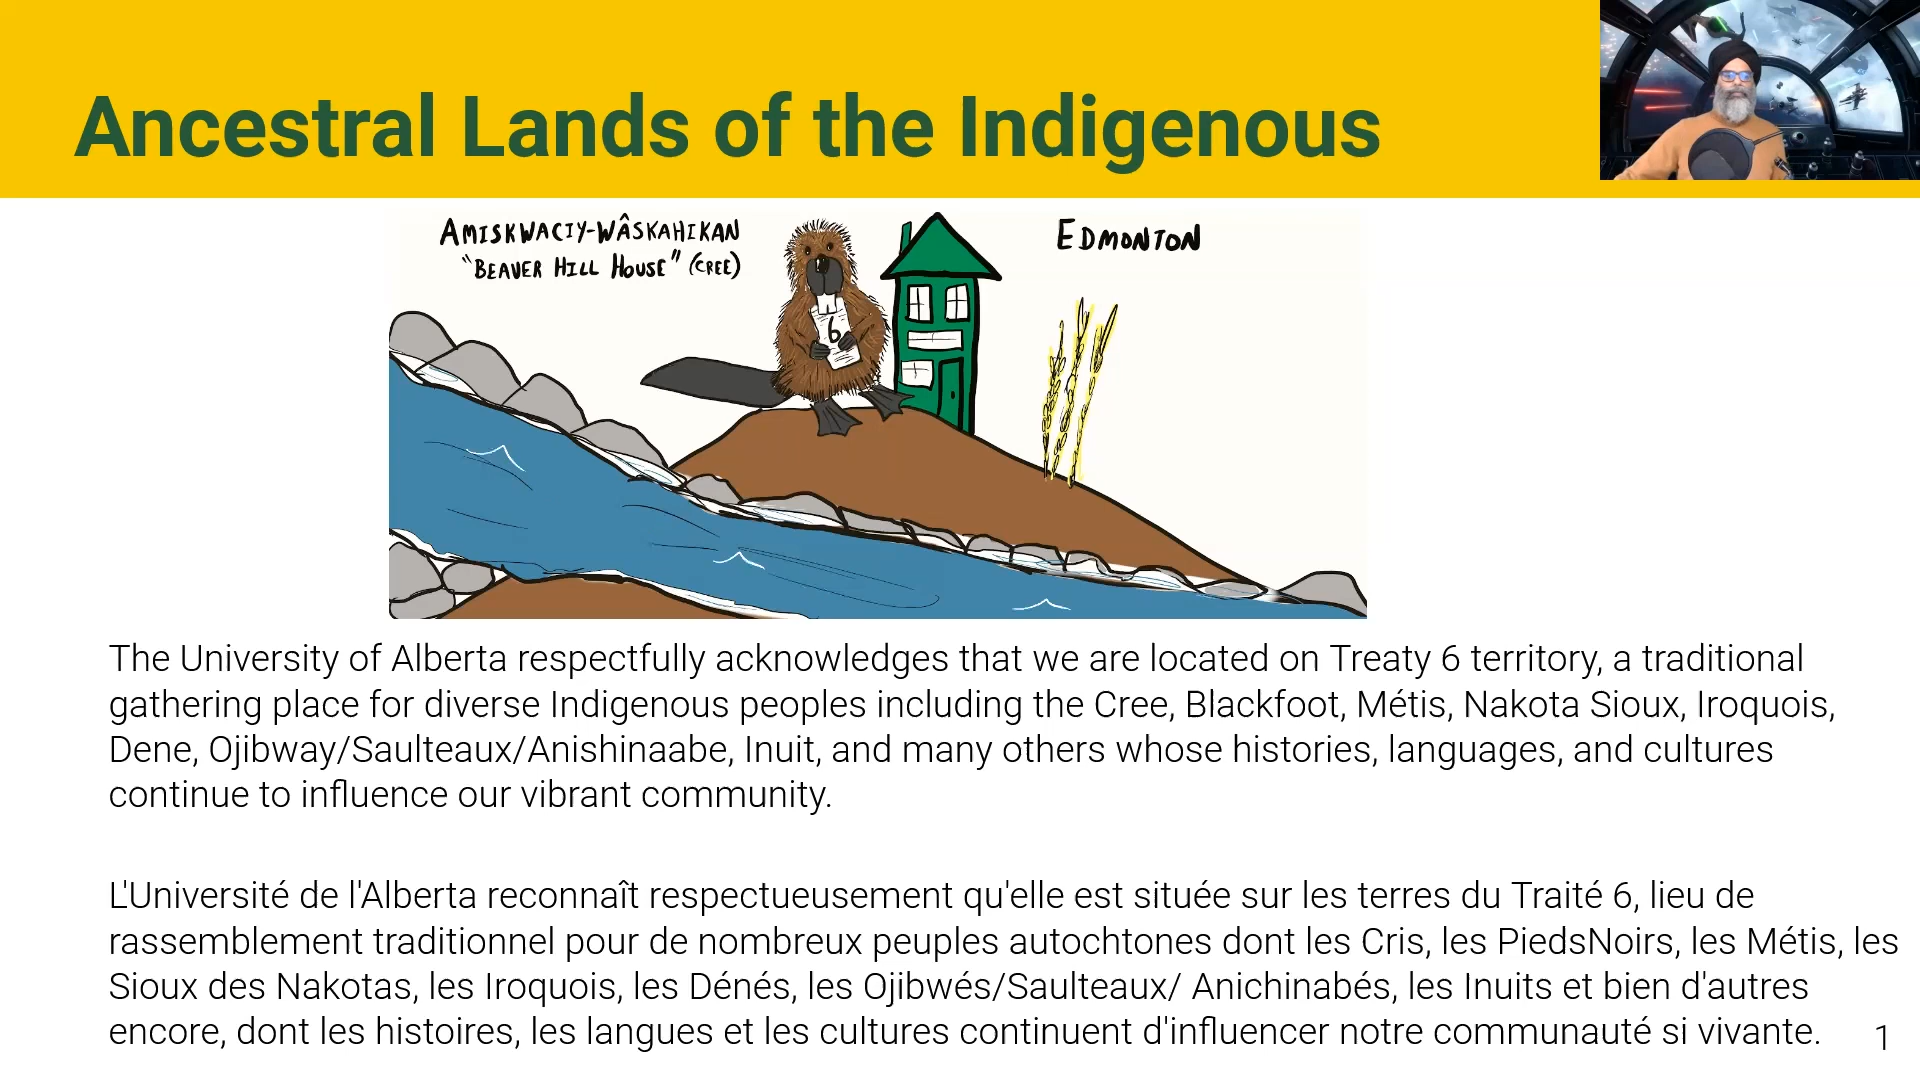 Ancestral Lands of the Indigenous
AMISKWACIY-WÂSKAHIKAN
"BEAVER HILL HOUSE" (CREE)
EDMONTON
6
The University of Alberta respectfully acknowledges that we are located on Treaty 6 territory, a traditional
gathering place for diverse Indigenous peoples including the Cree, Blackfoot, Métis, Nakota Sioux, Iroquois,
Dene, Ojibway/Saulteaux/Anishinaabe, Inuit, and many others whose histories, languages, and cultures
continue to influence our vibrant community.
L'Université de l'Alberta reconnaît respectueusement qu'elle est située sur les terres du Traité 6, lieu de
rassemblement traditionnel pour de nombreux peuples autochtones dont les Cris, les PiedsNoirs, les Métis, les
Sioux des Nakotas, les Iroquois, les Dénés, les Ojibwés/Saulteaux/ Anichinabés, les Inuits et bien d'autres
encore, dont les histoires, les langues et les cultures continuent d'influencer notre communauté si vivante.
1